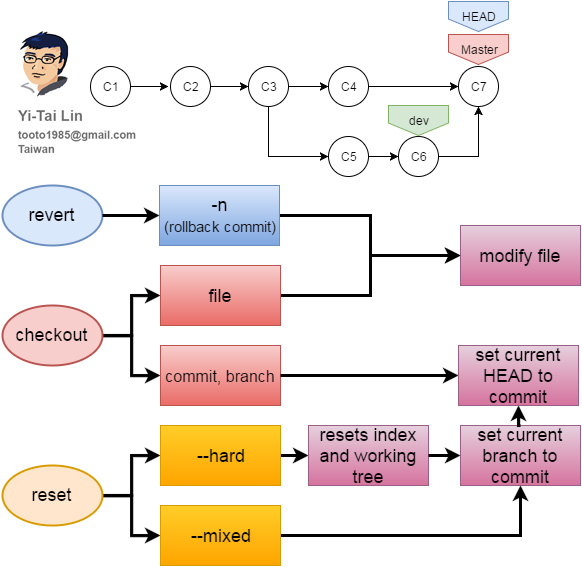 HEAD
Master
C1
C2
C3
C4
C7
dev
C5
C6
Yi-Tai Lin
tooto1985@gmail.com
Taiwan
revert
-n
(rollback commit)
modify file
checkout
file
commit, branch
set current
HEAD to
commit
reset
--hard
resets index
and working
tree
set current
branch to
commit
--mixed